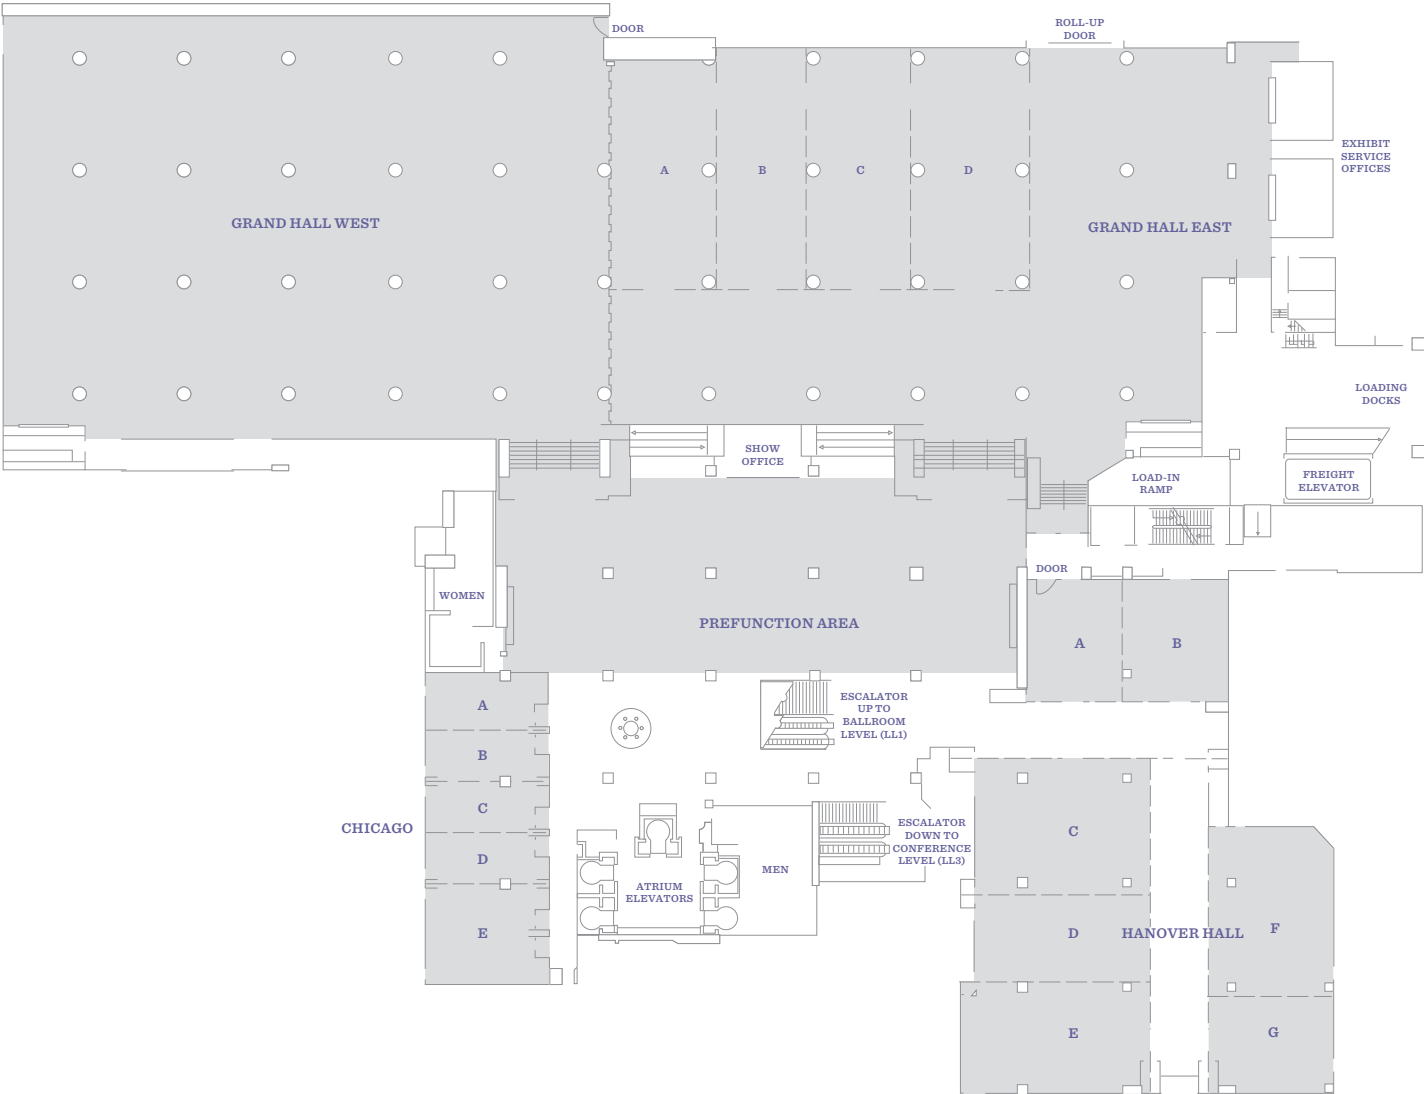 DOOR
ROLL-UP
DOOR
EXHIBIT
SERVICE
OFFICES
A
B
C
D
GRAND HALL WEST
GRAND HALL EAST
LOADING
DOCKS
SHOW
OFFICE
LOAD-IN
RAMP
FREIGHT
ELEVATOR
DOOR
WOMEN
PREFUNCTION AREA
A
B
A
B
C
D
E
CHICAGO
ESCALATOR
UP TO
BALLROOM
LEVEL (LL1)
ESCALATOR
DOWN TO
CONFERENCE
LEVEL (LL3)
MEN
ATRIUM
ELEVATORS
C
D
HANOVER HALL
F
E
G